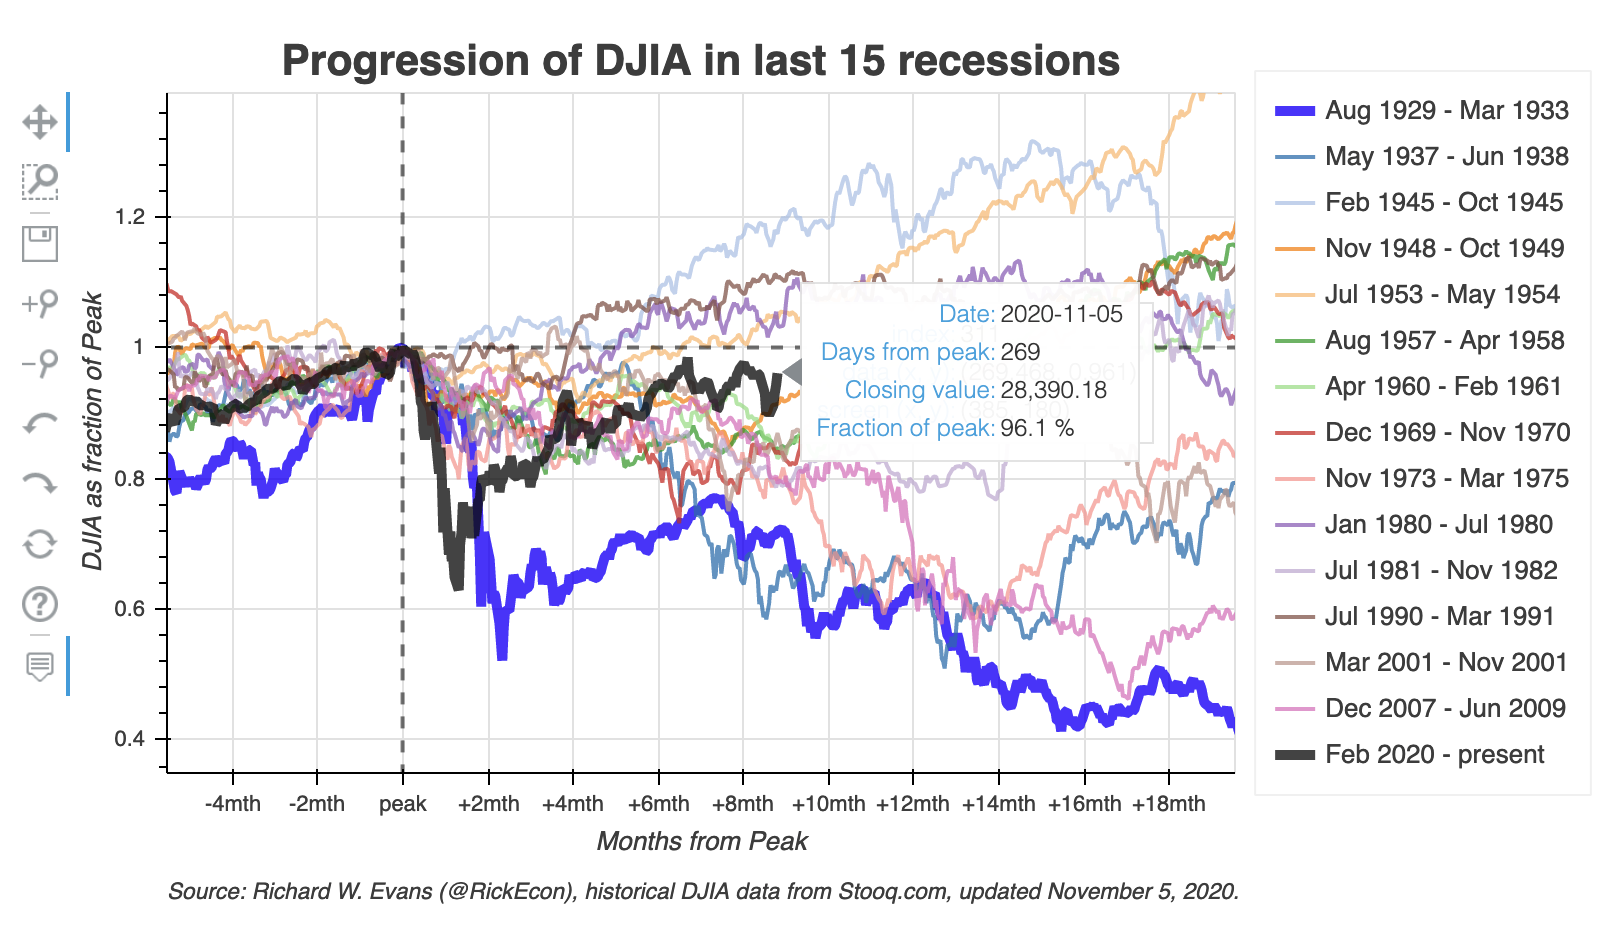 Progression of DJIA in last 15 recessions
DJIA as fraction of Peak
1.2
1
0.8
0.6
0.4
-4mth
-2mth
peak
+2mth
+4mth
+6mth
+8mth
+10mth
+12mth
+14mth
+16mth
+18mth
Months from Peak
Date: 2020-11-05
Days from peak: 269
Closing value: 28,390.18
Fraction of peak: 96.1 %
Aug 1929 - Mar 1933
May 1937 - Jun 1938
Feb 1945 - Oct 1945
Nov 1948 - Oct 1949
Jul 1953 - May 1954
Aug 1957 - Apr 1958
Apr 1960 - Feb 1961
Dec 1969 - Nov 1970
Nov 1973 - Mar 1975
Jan 1980 - Jul 1980
Jul 1981 - Nov 1982
Jul 1990 - Mar 1991
Mar 2001 - Nov 2001
Dec 2007 - Jun 2009
Feb 2020 - present
Source: Richard W. Evans (@RickEcon), historical DJIA data from Stooq.com, updated November 5, 2020.